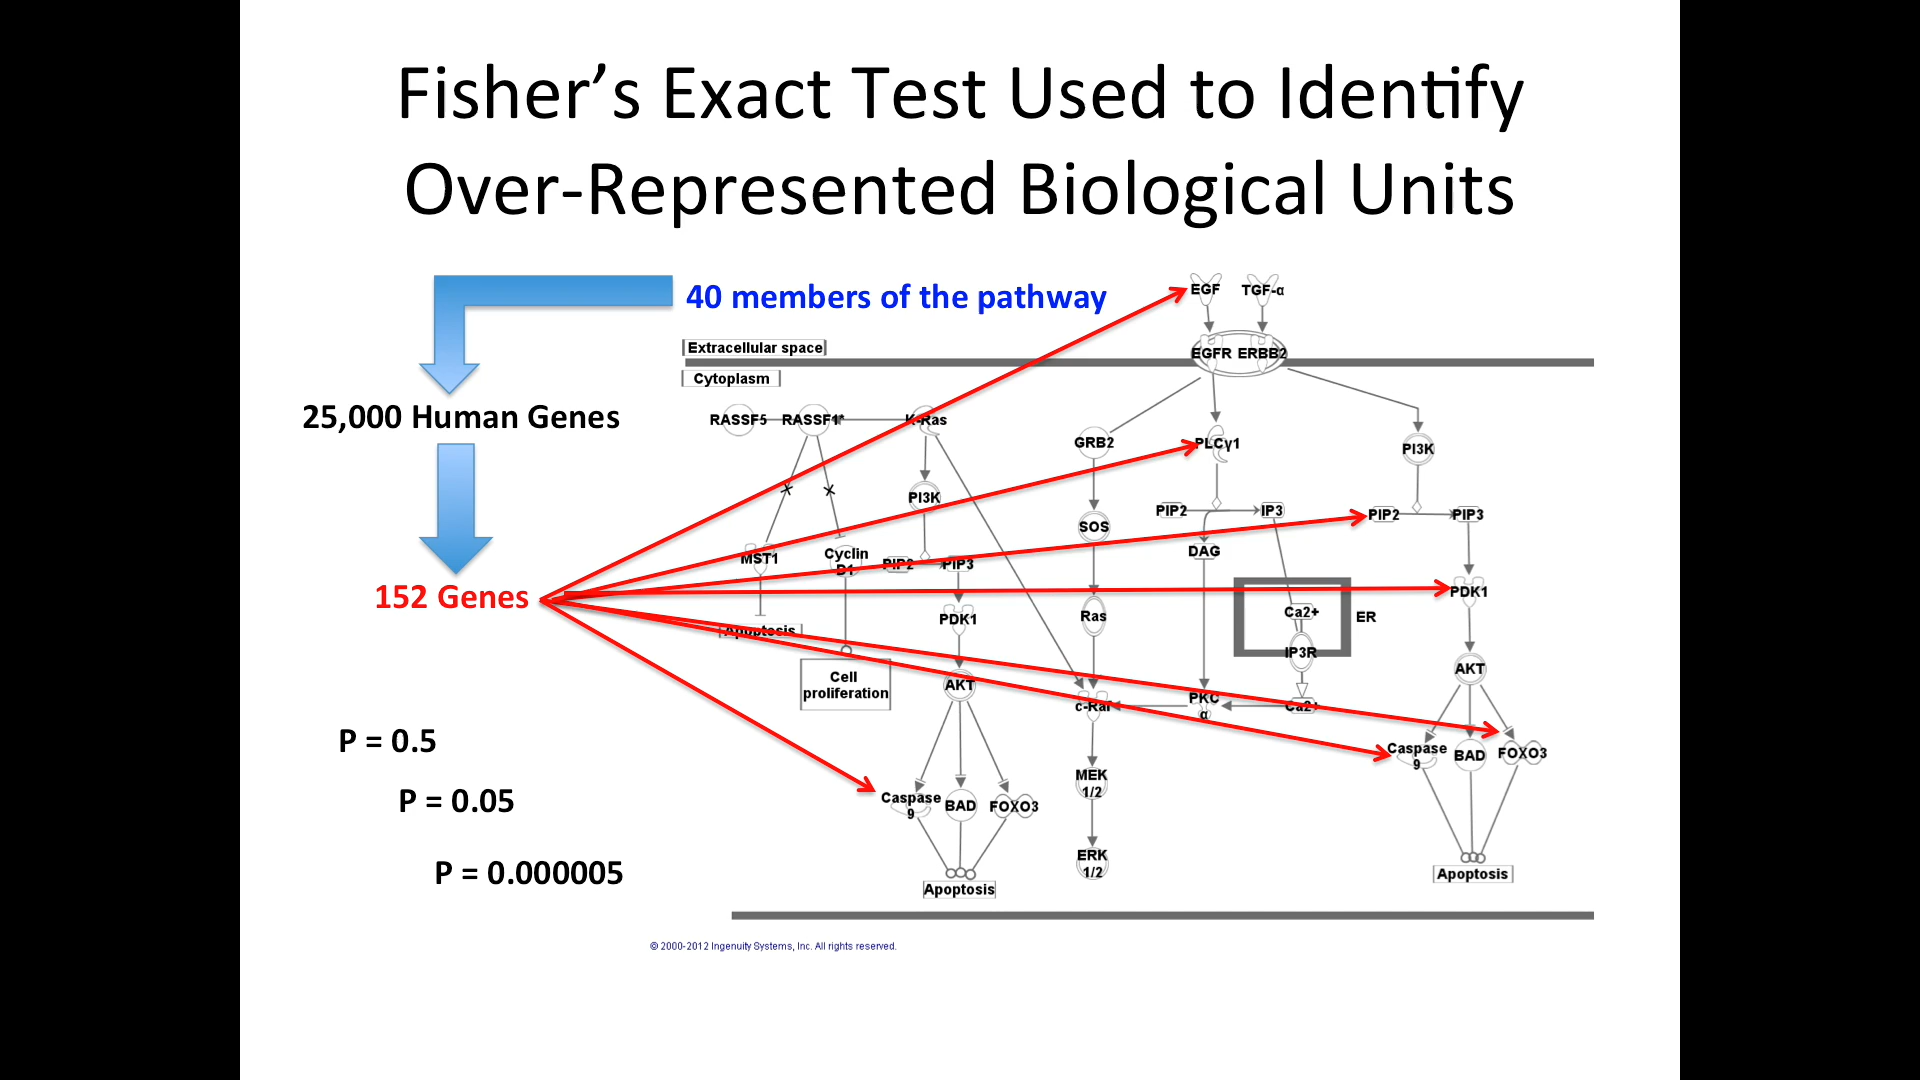 Fisher’s Exact Test Used to Identify
Over-Represented Biological Units
40 members of the pathway
25,000 Human Genes
152 Genes
P = 0.5
P = 0.05
P = 0.000005
EGF TGF-α
Extracellular space
EGFR ERBB2
Cytoplasm
RASSF5 RASSF1* K-Ras
GRB2 PLCγ1 PI3K
PI3K
PIP2 IP3 PIP2 PIP3
SOS
DAG
MST1 Cyclin B1 PIP2 PIP3
PDK1
Ca2+ ER
Ras
PDK1
Apoptosis
IP3R
AKT
Cell
proliferation
AKT
c-Raf PKC α Ca2+
Caspase 9 BAD FOXO3
MEK 1/2
Caspase 9 BAD FOXO3
ERK 1/2
Apoptosis
Apoptosis
© 2000-2012 Ingenuity Systems, Inc. All rights reserved.